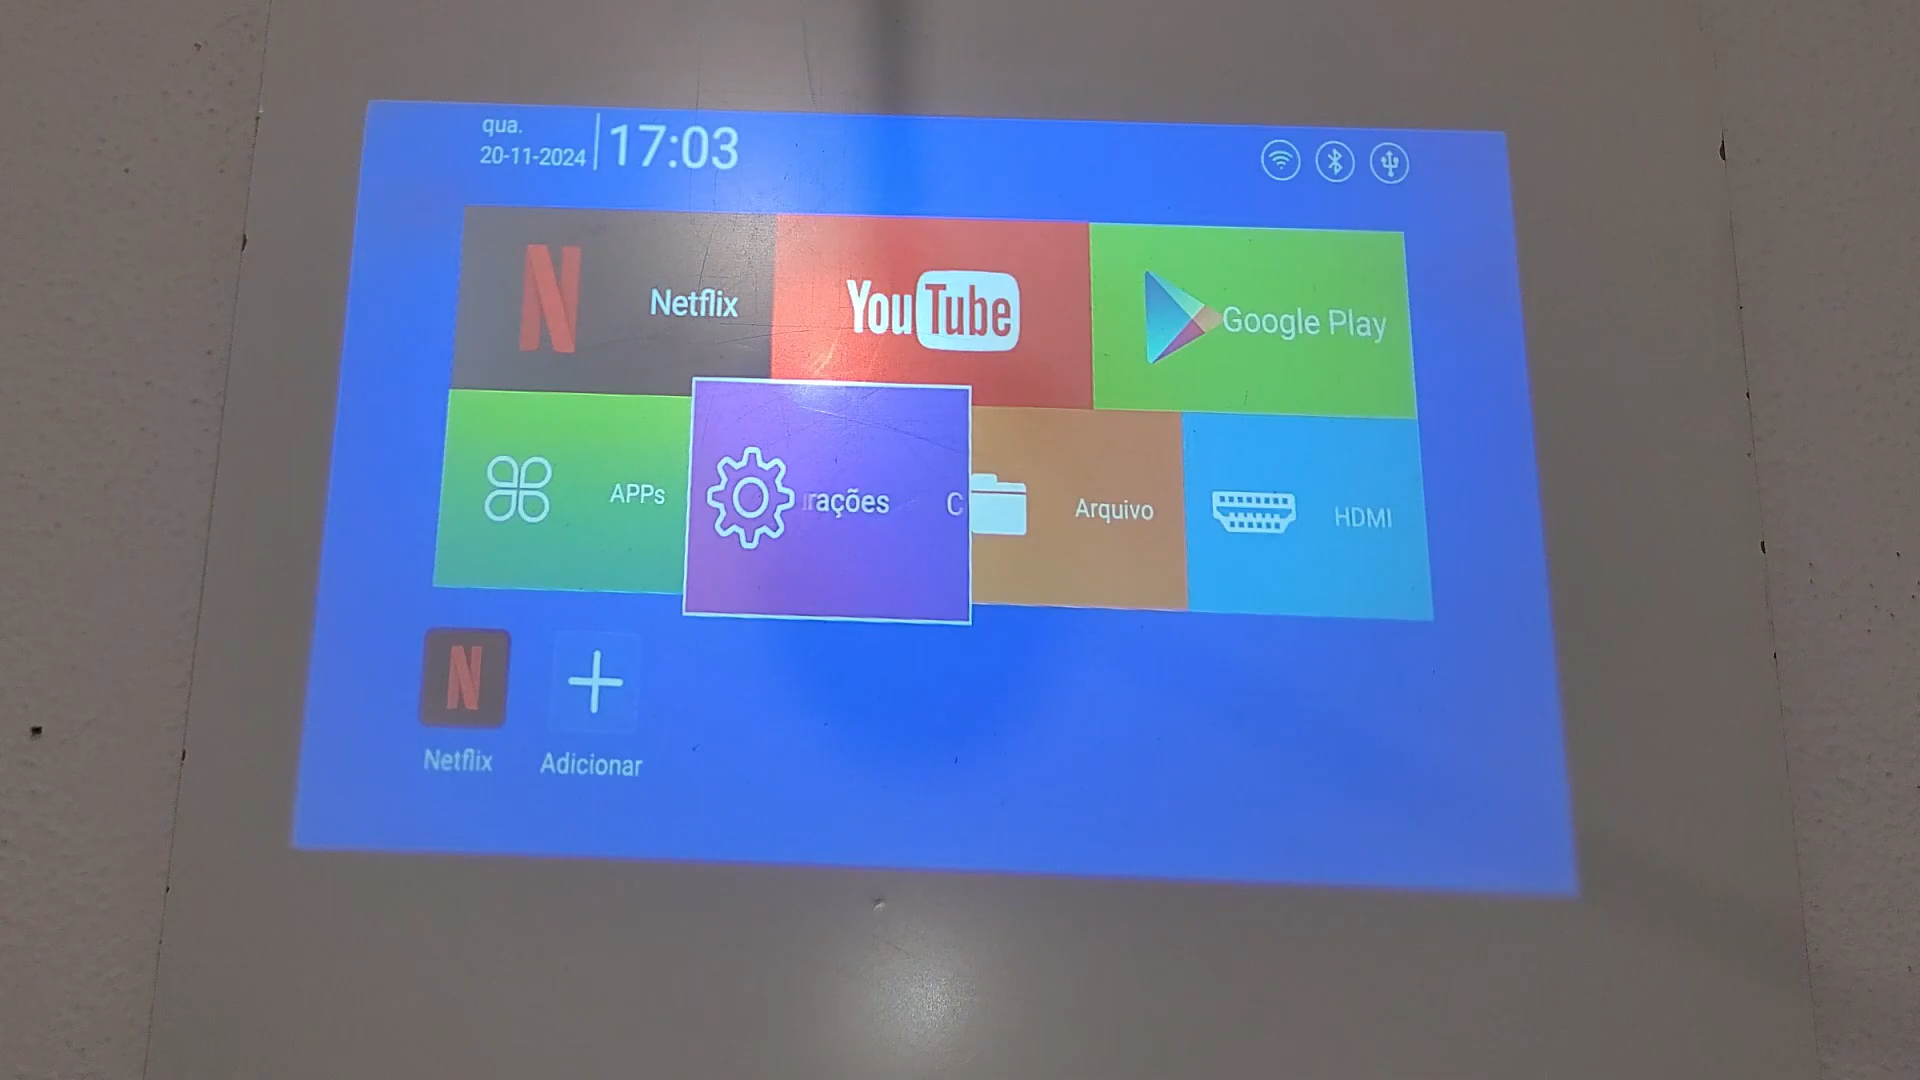 qua.
20-11-2024
17:03
N Netflix
YouTube
Google Play
APPs
rações C
Arquivo
HDMI
N
Netflix
Adicionar